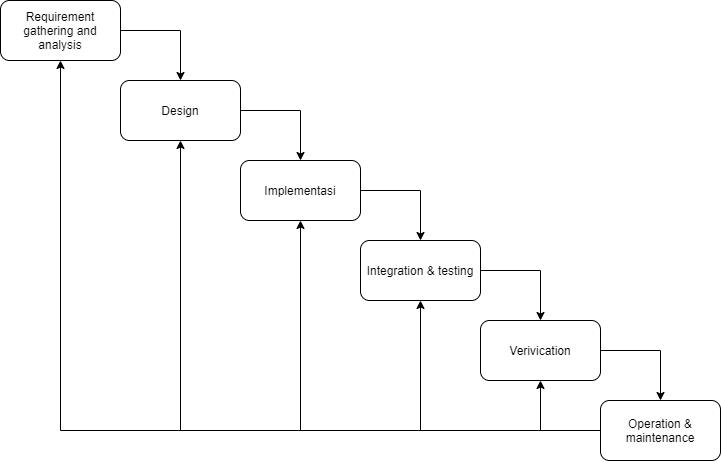 Requirement
gathering and
analysis
Design
Implementasi
Integration & testing
Verivication
Operation &
maintenance